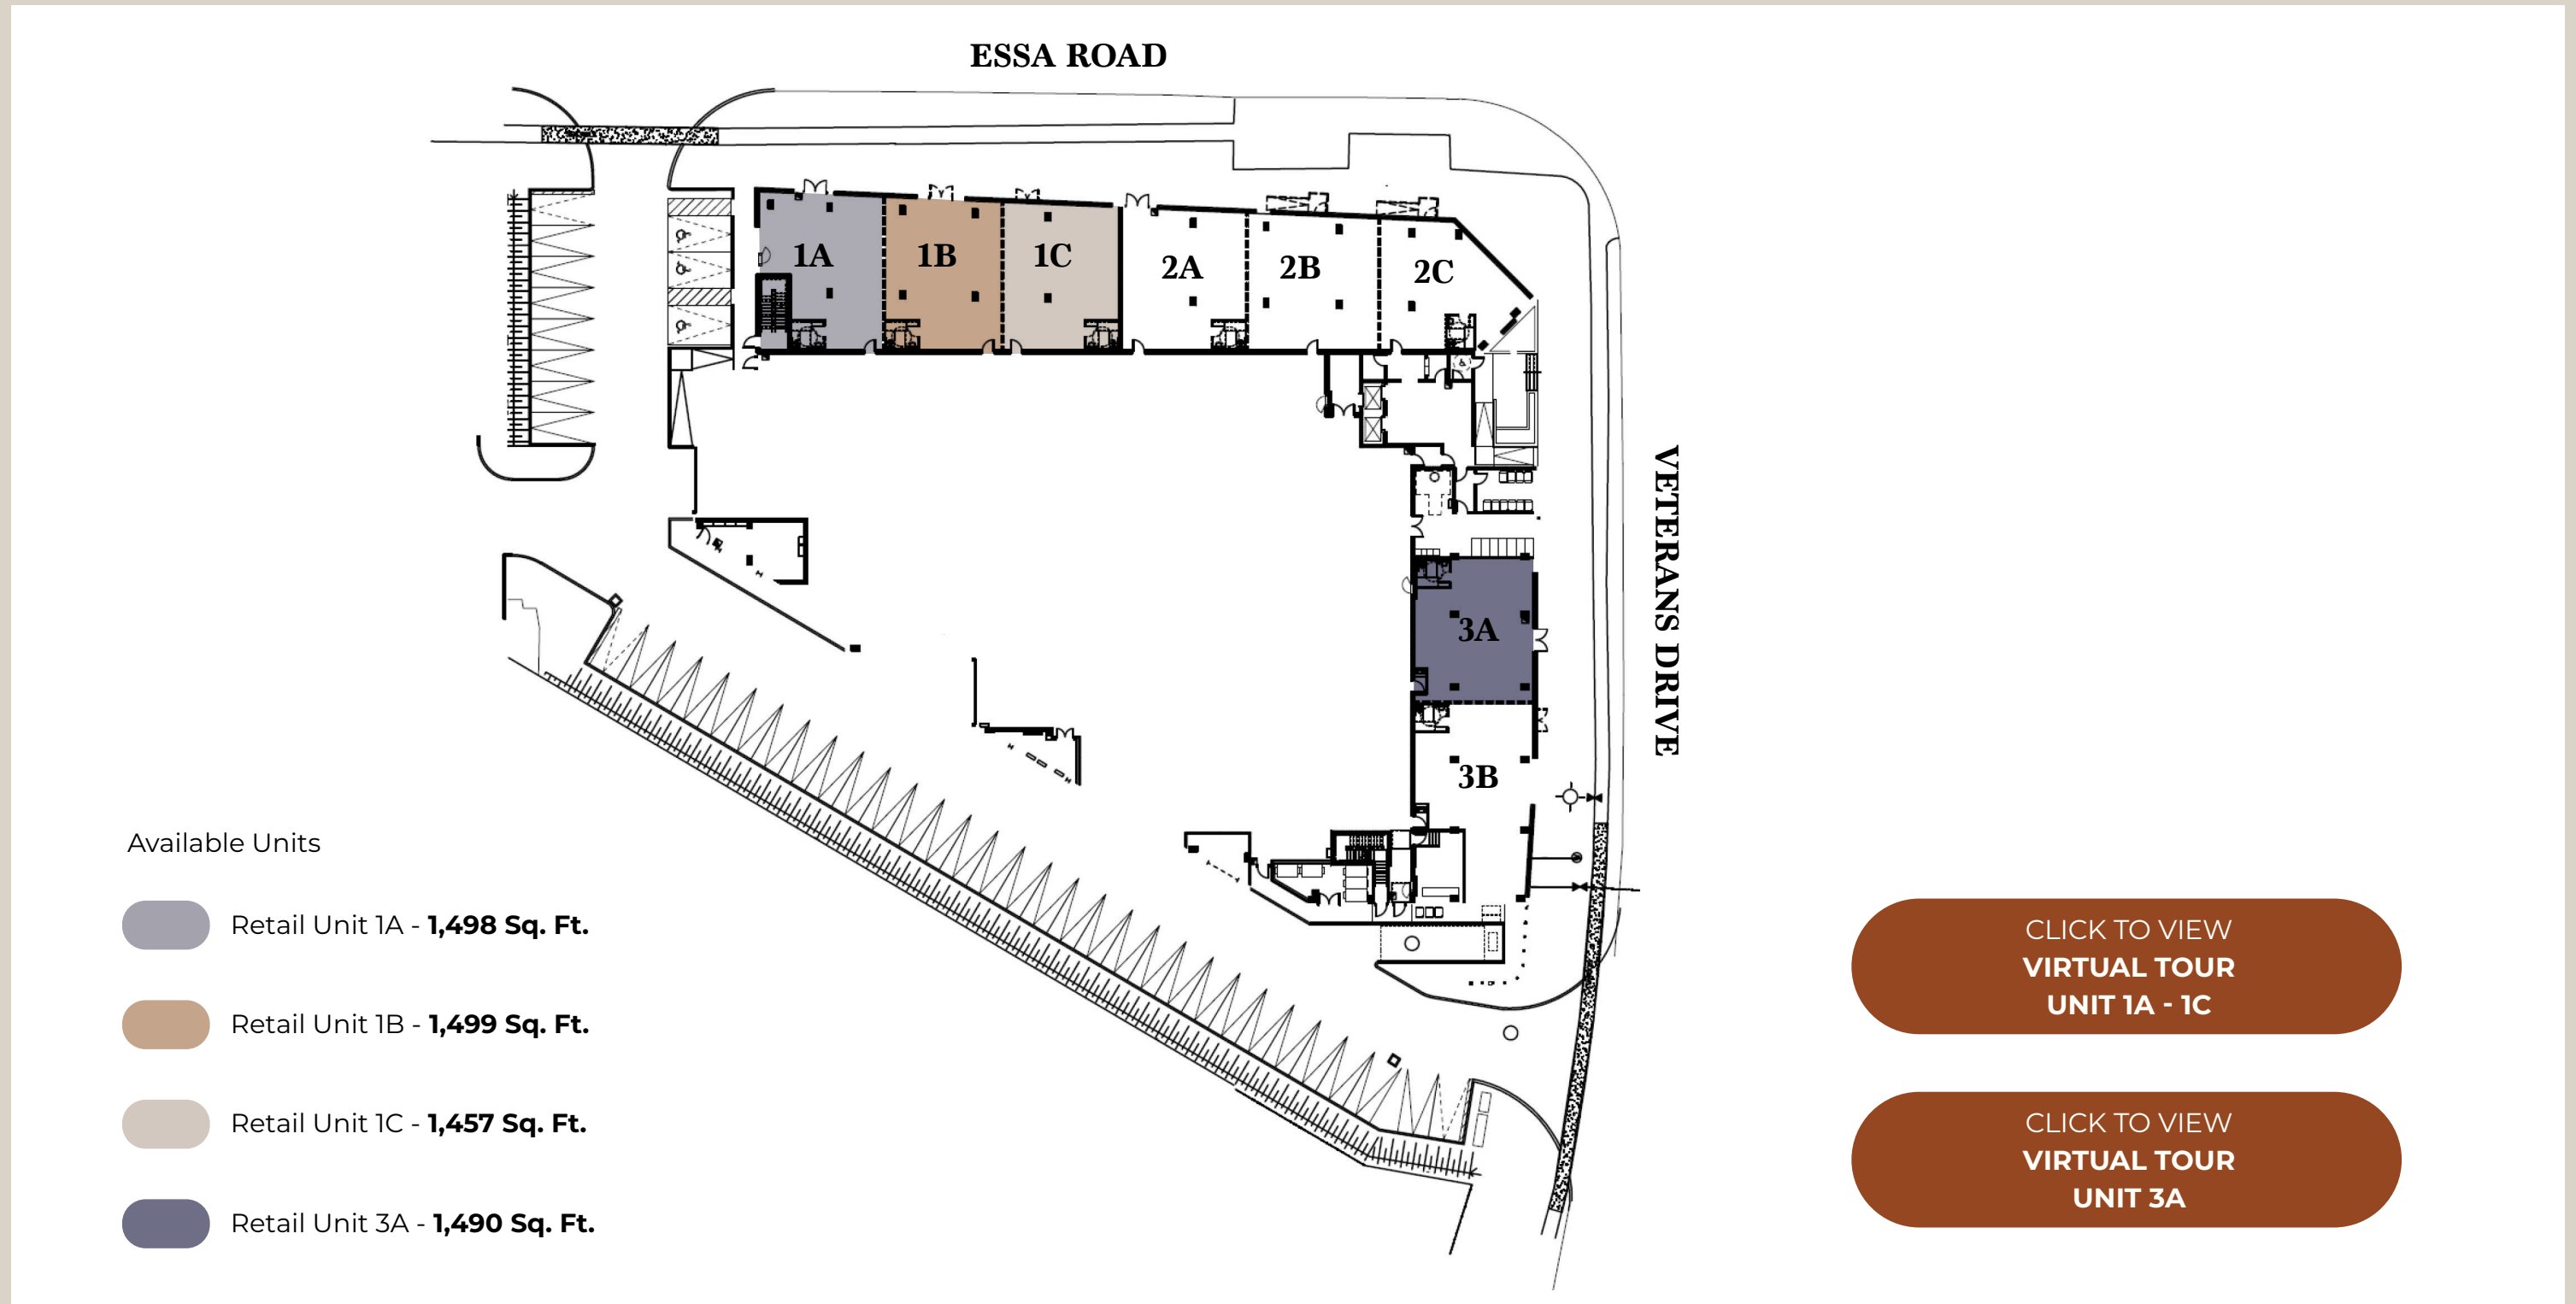 ESSA ROAD
1A
1B
1C
2A
2B
2C
VETERANS DRIVE
3A
3B
Available Units
Retail Unit 1A - 1,498 Sq. Ft.
Retail Unit 1B - 1,499 Sq. Ft.
Retail Unit 1C - 1,457 Sq. Ft.
Retail Unit 3A - 1,490 Sq. Ft.
CLICK TO VIEW
VIRTUAL TOUR
UNIT 1A - 1C
CLICK TO VIEW
VIRTUAL TOUR
UNIT 3A